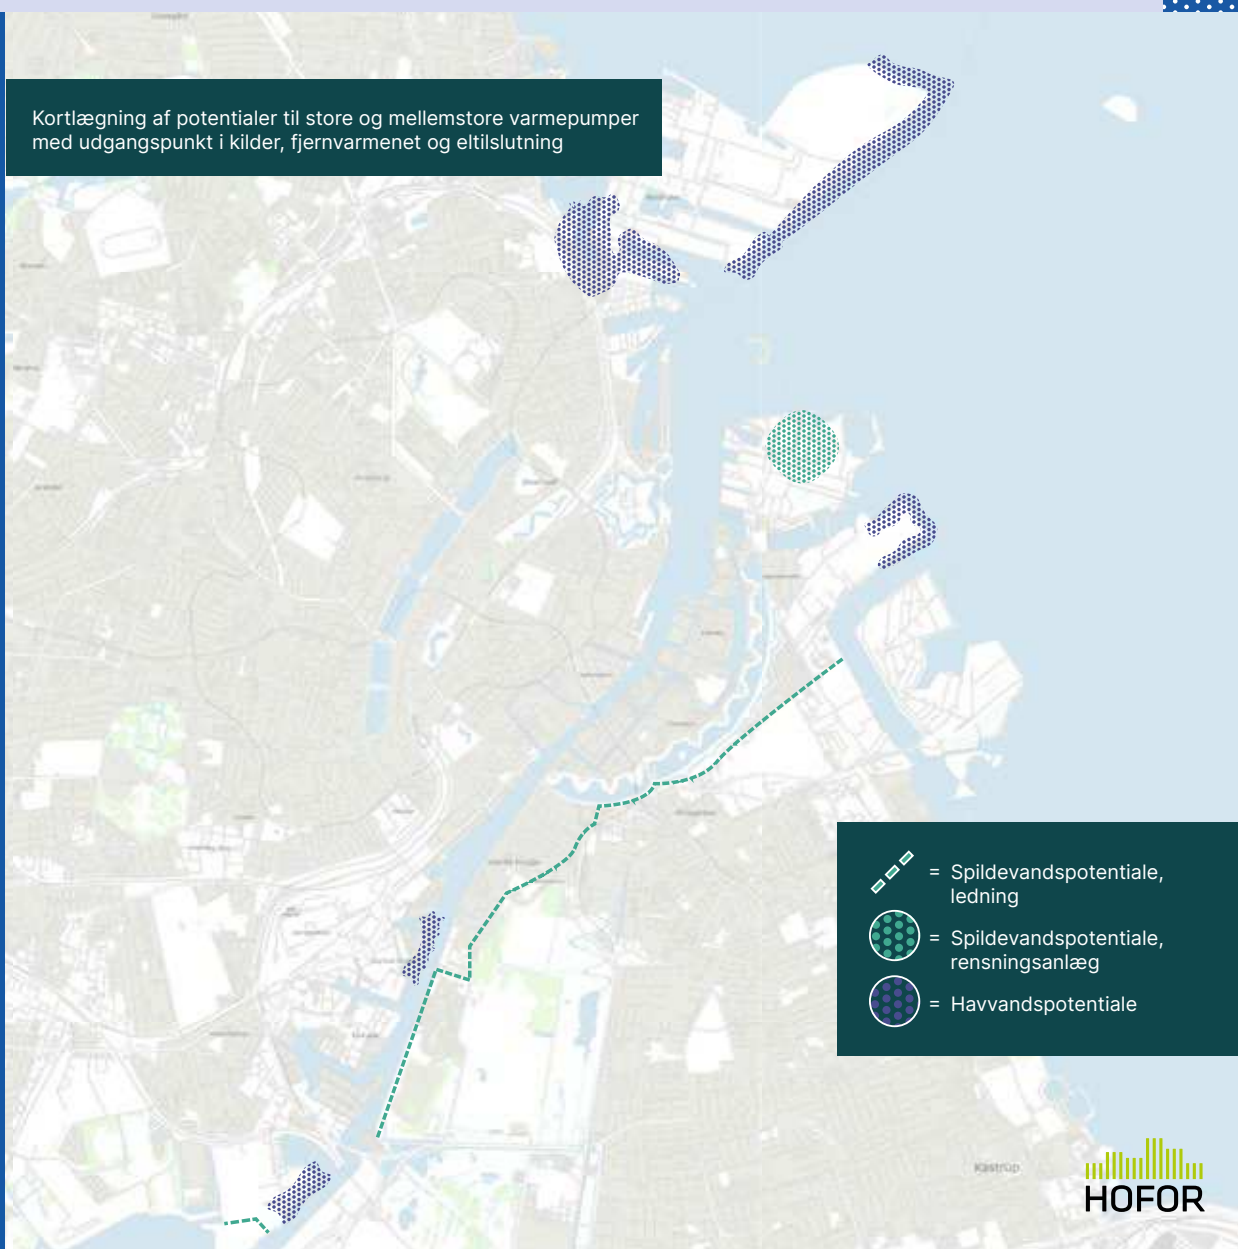 Kortlægning af potentialer til store og mellemstore varmepumper
med udgangspunkt i kilder, fjernvarmenet og eltilslutning
= Spildevandspotentiale,
ledning
= Spildevandspotentiale,
rensningsanlæg
= Havvandspotentiale
Kastrup
HOFOR